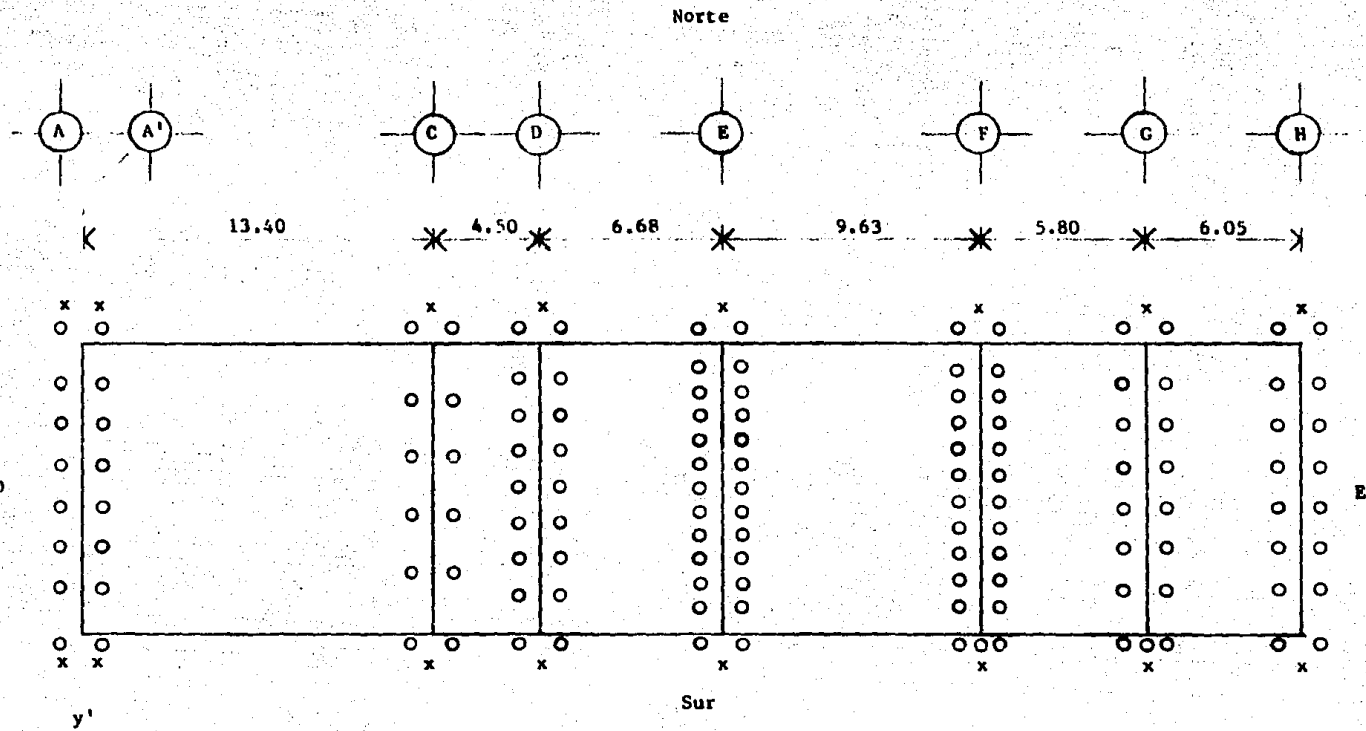 Norte
A A' C D E F G H
13.40 4.50 6.68 9.63 5.80 6.05
x x x x x x x x
E
x x x x x x x x
Sur
y'